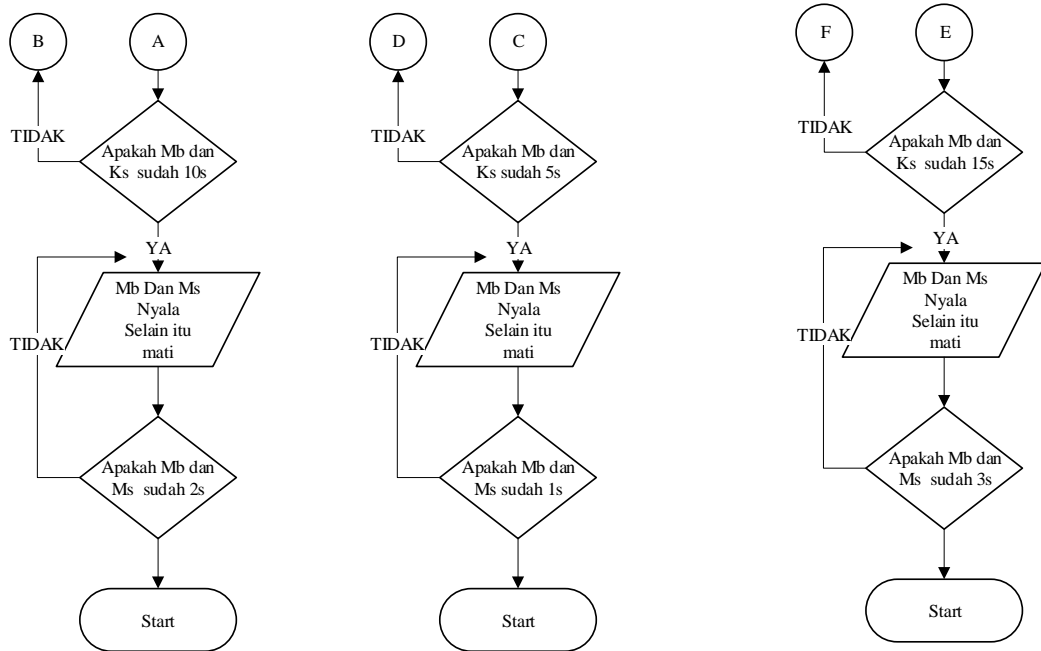 B
A
TIDAK
Apakah Mb dan
Ks sudah 10s
YA
Mb Dan Ms
Nyala
Selain itu
mati
TIDAK
Apakah Mb dan
Ms sudah 2s
Start
D
C
TIDAK
Apakah Mb dan
Ks sudah 5s
YA
Mb Dan Ms
Nyala
Selain itu
mati
TIDAK
Apakah Mb dan
Ms sudah 1s
Start
F
E
TIDAK
Apakah Mb dan
Ks sudah 15s
YA
Mb Dan Ms
Nyala
Selain itu
mati
TIDAK
Apakah Mb dan
Ms sudah 3s
Start